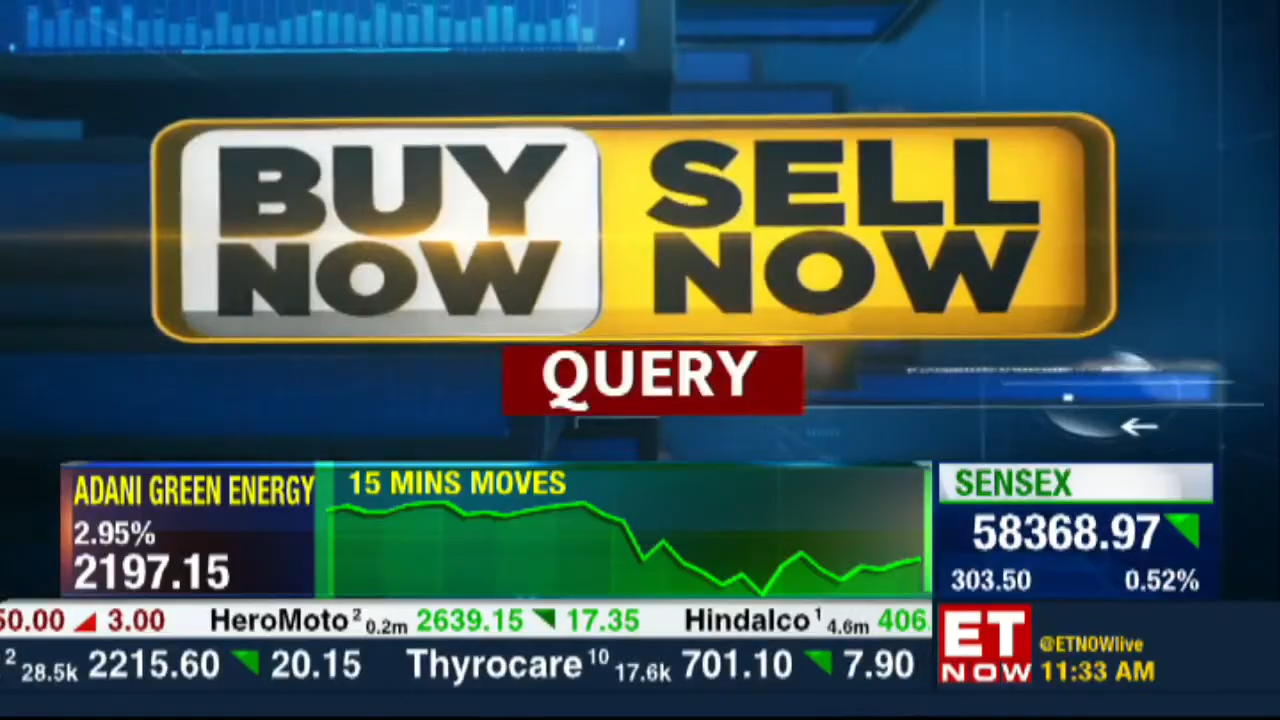 BUY SELL
NOW NOW
QUERY
ADANI GREEN ENERGY
2.95%
2197.15
15 MINS MOVES
SENSEX
58368.97
303.50 0.52%
50.00 3.00 HeroMoto 2 0.2m 2639.15 17.35 Hindalco 1 4.6m 406.
2 28.5k 2215.60 20.15 Thyrocare 10 17.6k 701.10 7.90
ET
NOW
@ETNOWlive
11:33 AM